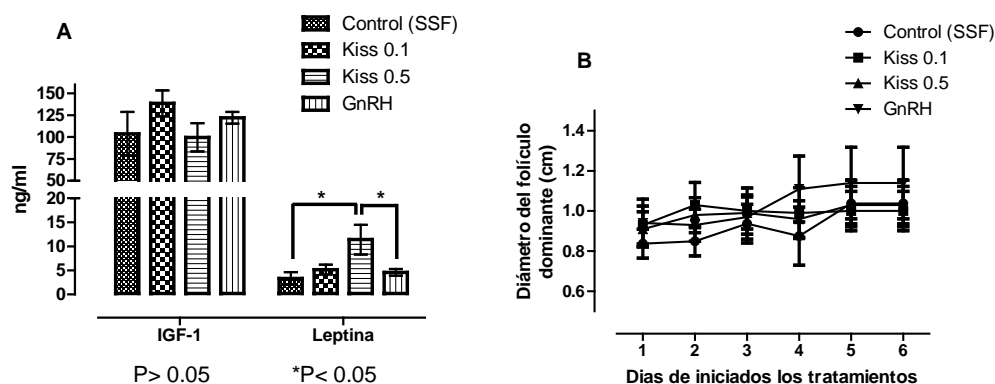 A
Control (SSF)
Kiss 0.1
Kiss 0.5
GnRH
ng/ml
150
125
100
75
50
20
15
10
5
0
* *
IGF-1 Leptina
P> 0.05 *P< 0.05
B
Control (SSF)
Kiss 0.1
Kiss 0.5
GnRH
Diámetro del folículo
dominante (cm)
1.4
1.2
1.0
0.8
0.6
1 2 3 4 5 6
Dias de iniciados los tratamientos